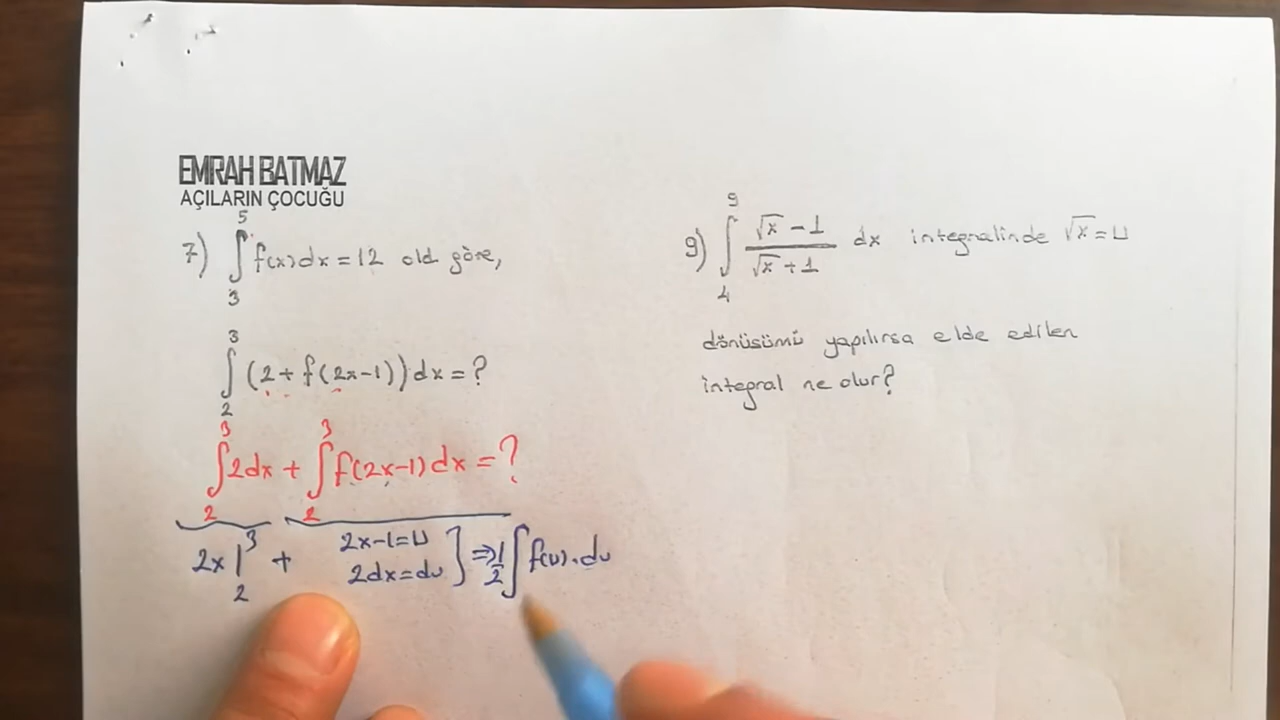 EMRAH BATMAZ
AÇILARIN ÇOCUĞU
7) ∫₃⁵ f(x)dx = 12 old göre,
∫₂³ (2 + f(2x-1))dx = ?
∫₂³ 2dx + ∫₂³ f(2x-1)dx = ?
2x |₂³ + 2x-1=U
2dx=du ] ⇒ 1/2 ∫ f(u).du
9) ∫₄⁹ (√x - 1)/(√x + 1) dx integralinde √x = U
dönüsümü yapılırsa elde edilen
integral ne olur?